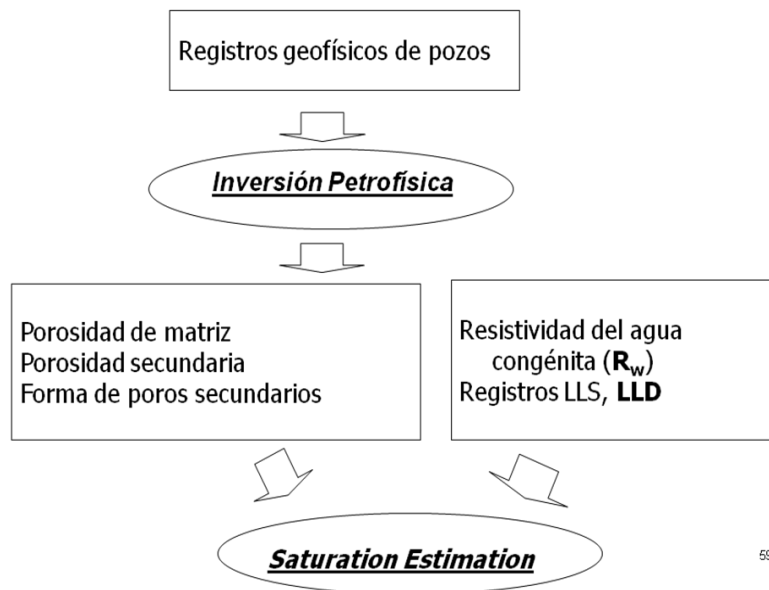 Registros geofísicos de pozos
Inversión Petrofísica
Porosidad de matriz
Porosidad secundaria
Forma de poros secundarios
Resistividad del agua
congénita (Rw)
Registros LLS, LLD
Saturation Estimation
59